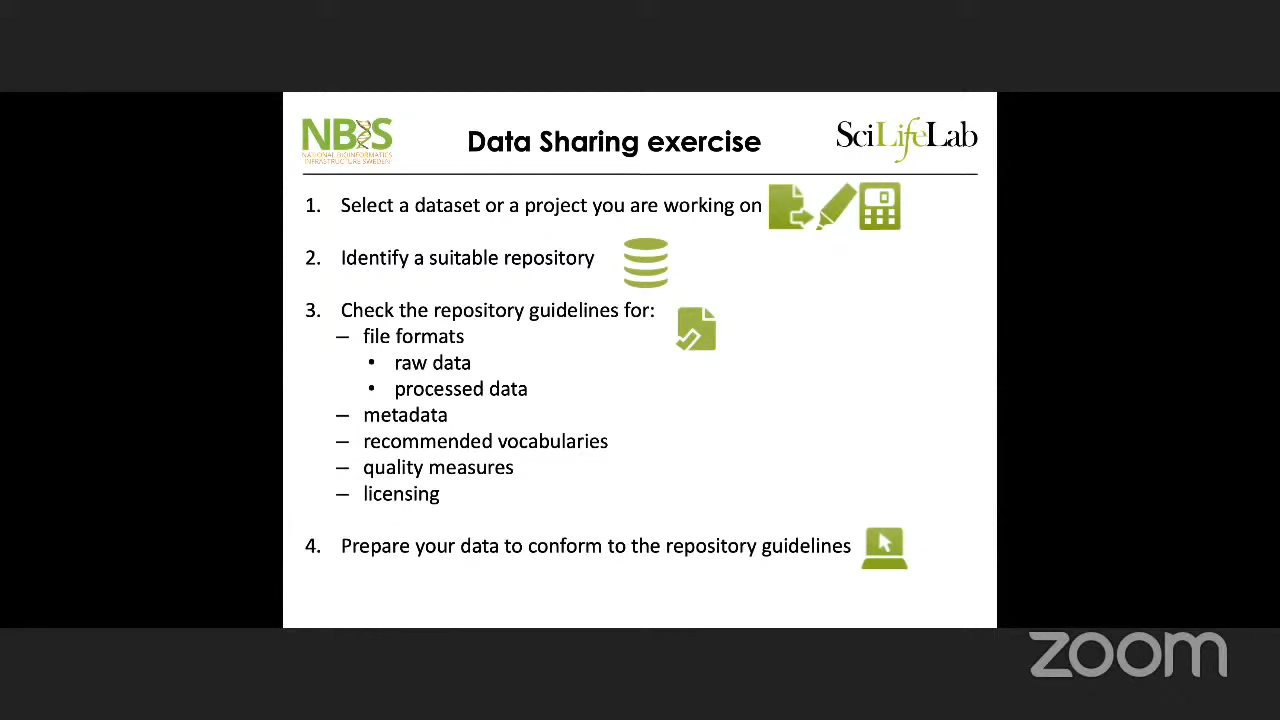 NBIS
NATIONAL BIOINFORMATICS
INFRASTRUCTURE SWEDEN
Data Sharing exercise
SciLifeLab
1. Select a dataset or a project you are working on
2. Identify a suitable repository
3. Check the repository guidelines for:
– file formats
• raw data
• processed data
– metadata
– recommended vocabularies
– quality measures
– licensing
4. Prepare your data to conform to the repository guidelines
zoom